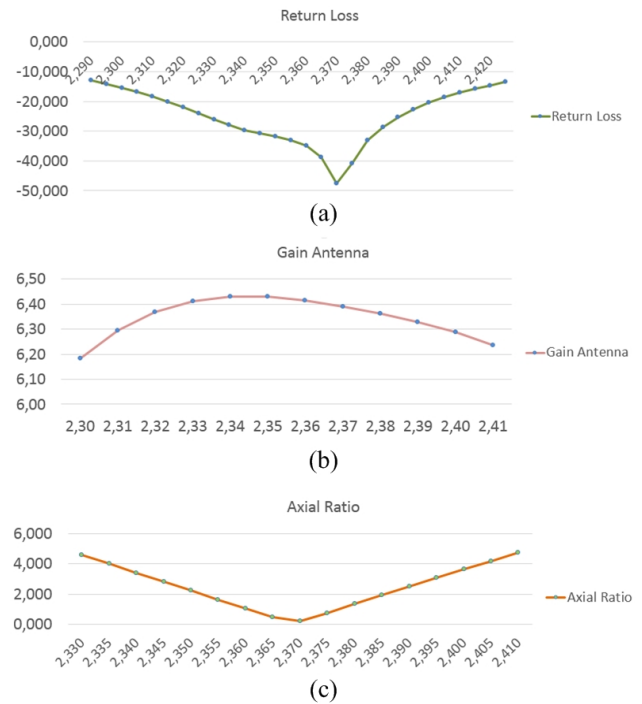 Return Loss
0,000
-10,000
-20,000
-30,000
-40,000
-50,000
2,290 2,300 2,310 2,320 2,330 2,340 2,350 2,360 2,370 2,380 2,390 2,400 2,410 2,420
Return Loss
(a)
Gain Antenna
6,50
6,40
6,30
6,20
6,10
6,00
2,30 2,31 2,32 2,33 2,34 2,35 2,36 2,37 2,38 2,39 2,40 2,41
Gain Antenna
(b)
Axial Ratio
6,000
4,000
2,000
0,000
2,330 2,335 2,340 2,345 2,350 2,355 2,360 2,365 2,370 2,375 2,380 2,385 2,390 2,395 2,400 2,405 2,410
Axial Ratio
(c)